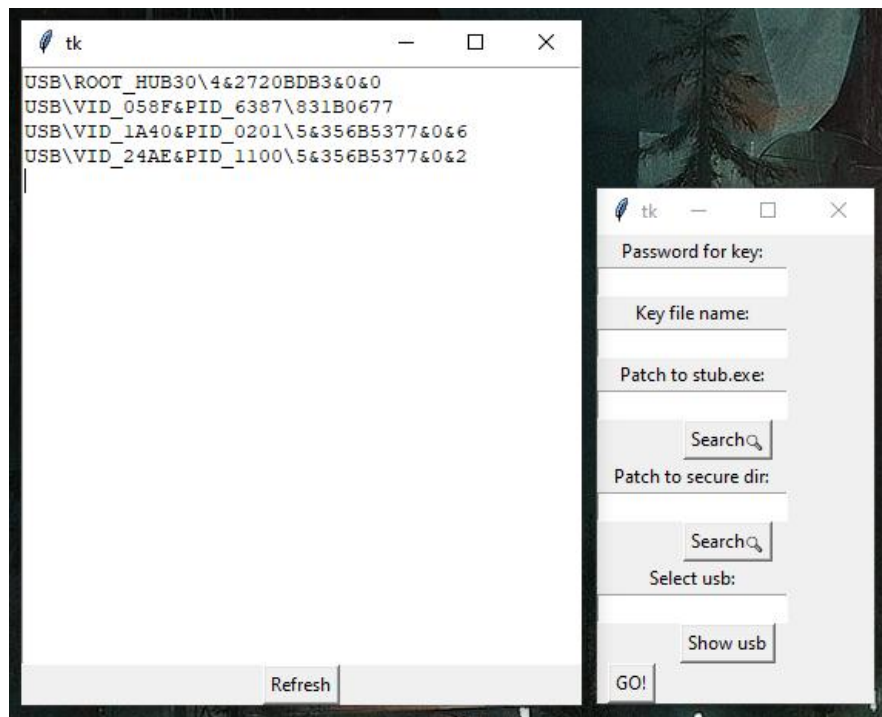 tk
USB\ROOT_HUB30\4&2720BDB3&0&0
USB\VID_058F&PID_6387\831B0677
USB\VID_1A40&PID_0201\5&356B5377&0&6
USB\VID_24AE&PID_1100\5&356B5377&0&2
Refresh
tk
Password for key:
Key file name:
Patch to stub.exe:
Search
Patch to secure dir:
Search
Select usb:
Show usb
GO!